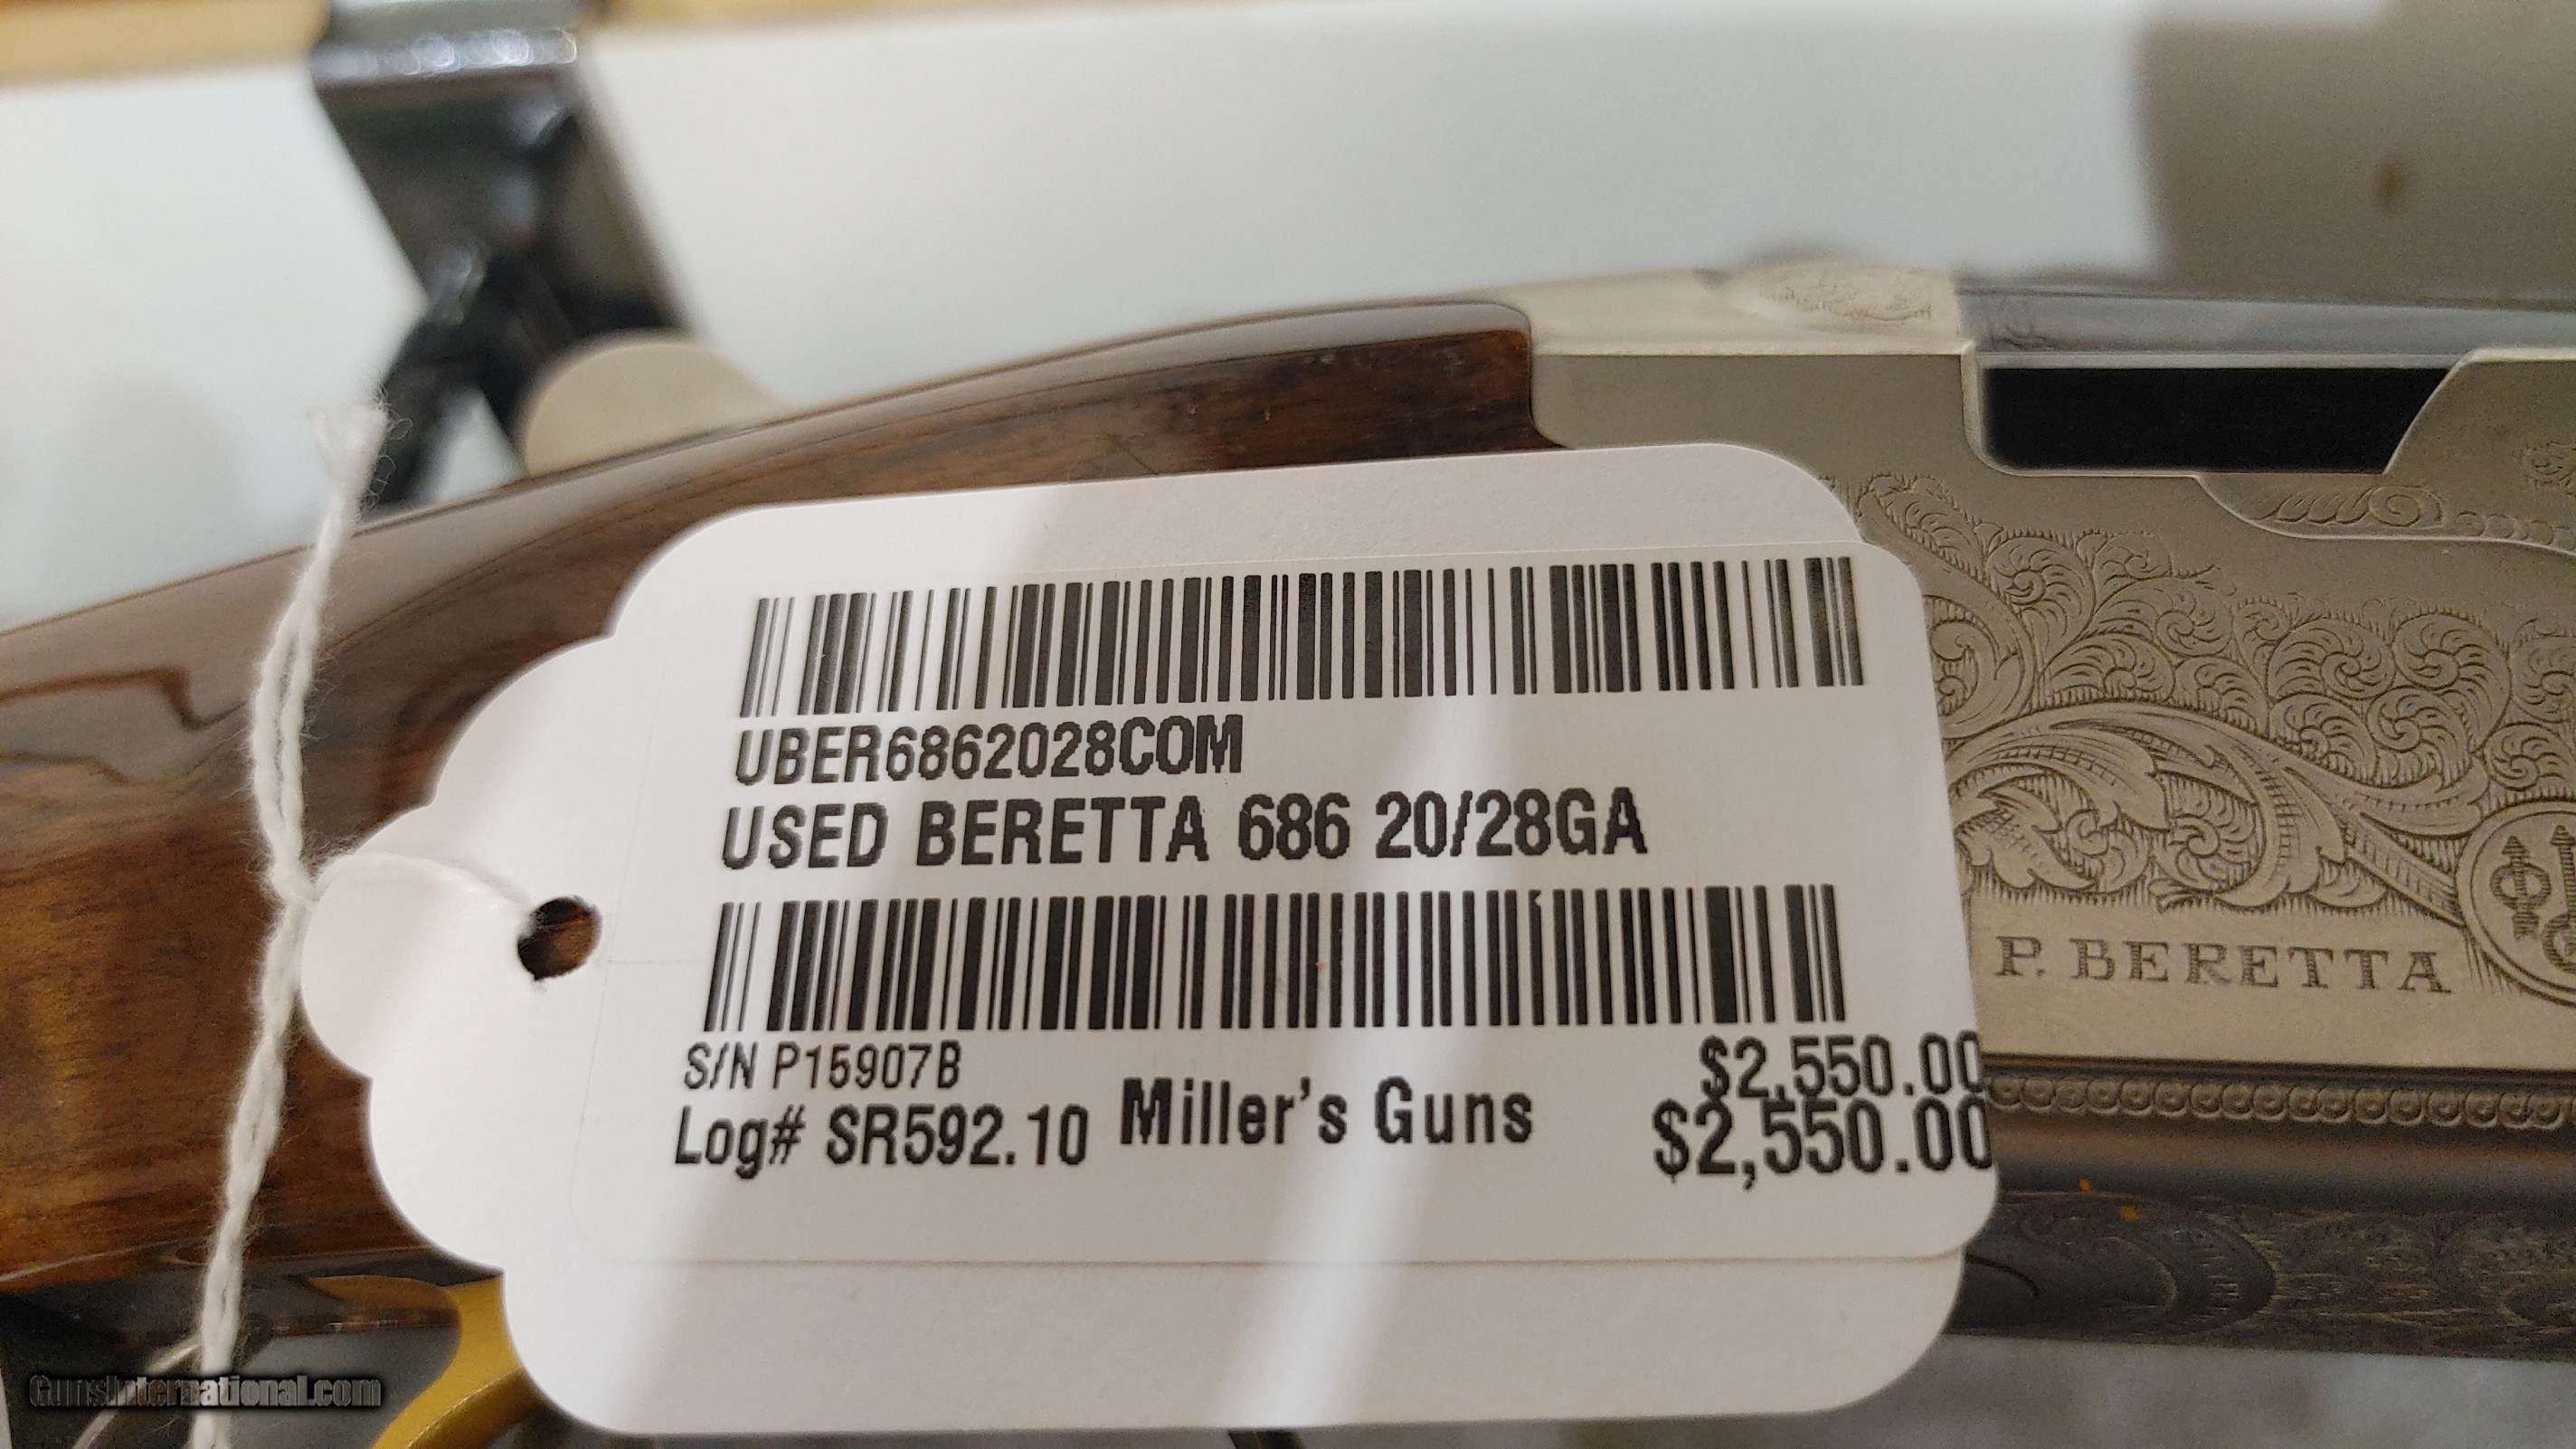 UBER6862028COM
USED BERETTA 686 20/28GA
P. BERETTA
S/N P15907B
$2,550.00
Log# SR592.10 Miller's Guns $2,550.00
GunsInternational.com